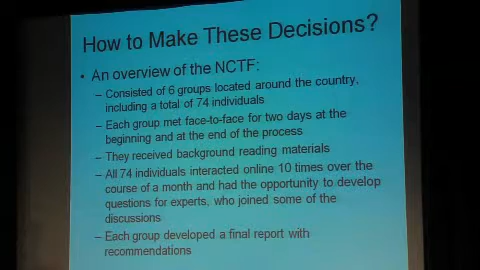 How to Make These Decisions?
• An overview of the NCTF:
– Consisted of 6 groups located around the country,
including a total of 74 individuals
– Each group met face-to-face for two days at the
beginning and at the end of the process
– They received background reading materials
– All 74 individuals interacted online 10 times over the
course of a month and had the opportunity to develop
questions for experts, who joined some of the
discussions
– Each group developed a final report with
recommendations